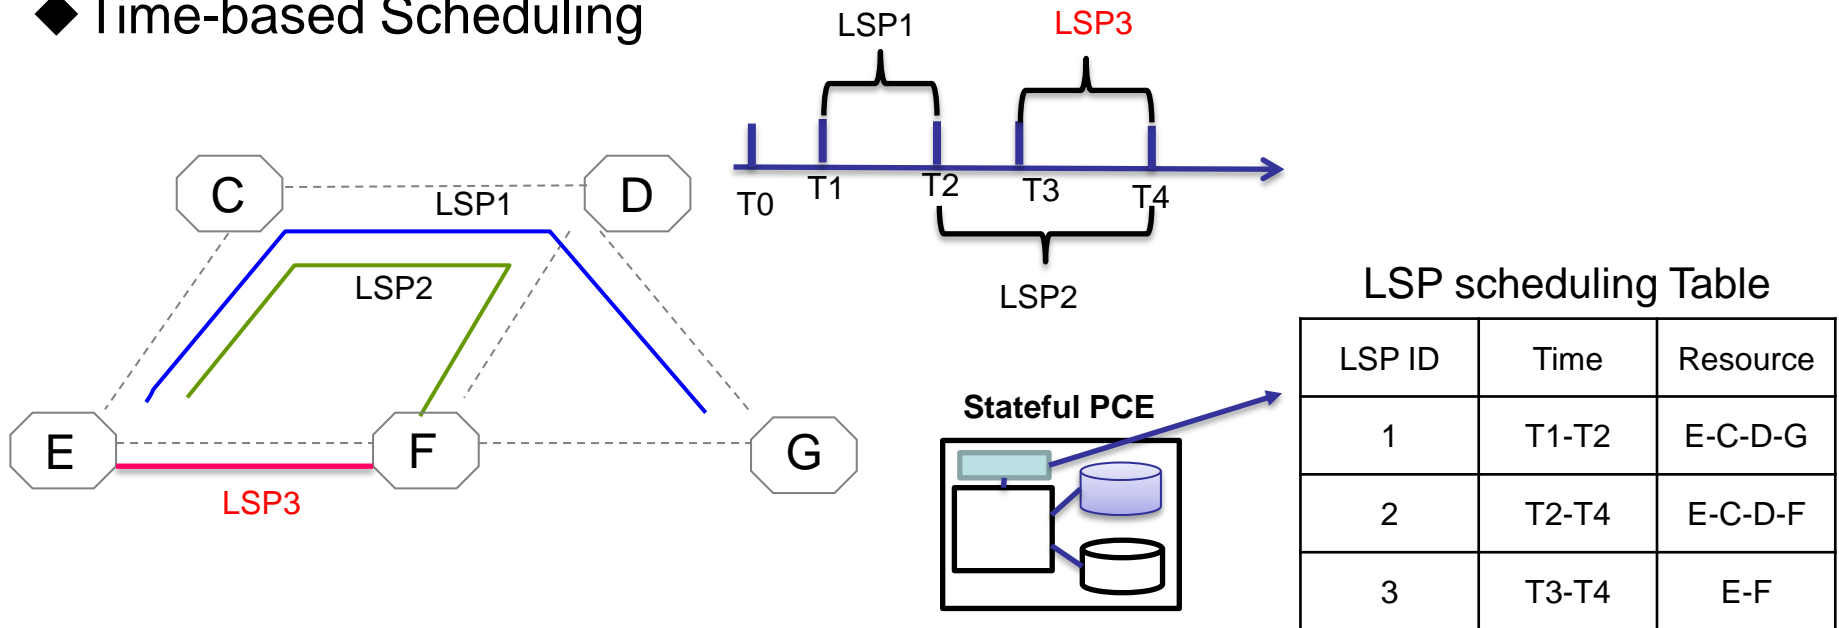 ◆ Time-based Scheduling
LSP1
LSP3
T0
T1
T2
T3
T4
LSP2
C
D
LSP1
LSP2
E
F
G
LSP3
Stateful PCE
LSP scheduling Table
LSP ID Time Resource
1 T1-T2 E-C-D-G
2 T2-T4 E-C-D-F
3 T3-T4 E-F